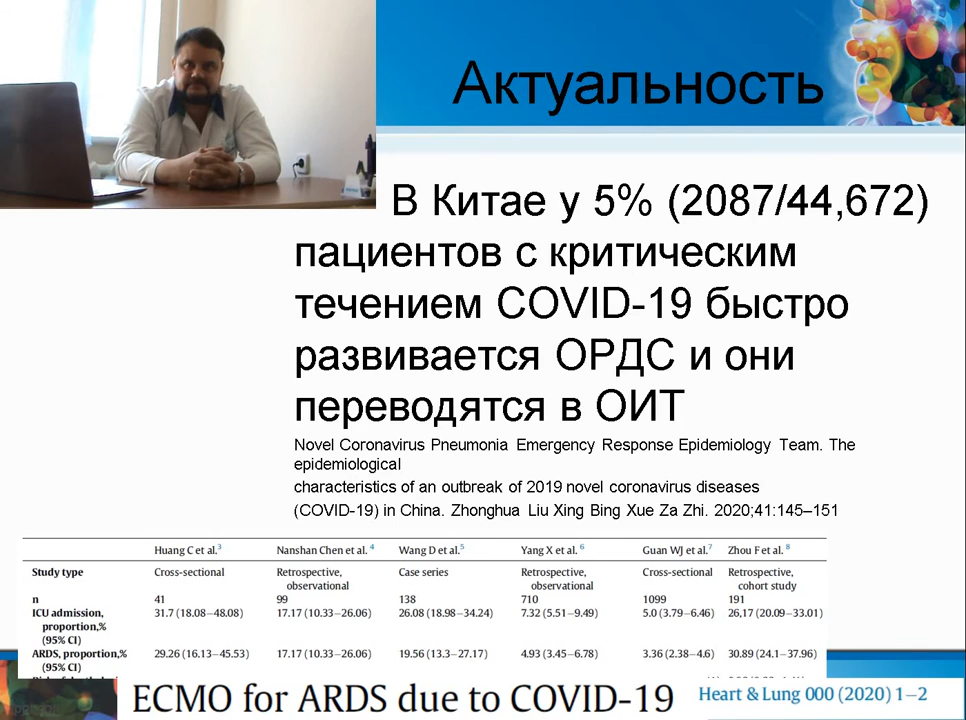 Актуальность
В Китае у 5% (2087/44,672)
пациентов с критическим
течением COVID-19 быстро
развивается ОРДС и они
переводятся в ОИТ
Novel Coronavirus Pneumonia Emergency Response Epidemiology Team. The
epidemiological
characteristics of an outbreak of 2019 novel coronavirus diseases
(COVID-19) in China. Zhonghua Liu Xing Bing Xue Za Zhi. 2020;41:145–151
Huang C et al.3 Nanshan Chen et al. 4 Wang D et al.5 Yang X et al. 6 Guan WJ et al.7 Zhou F et al. 8
Study type Cross-sectional Retrospective, Case series Retrospective, Cross-sectional Retrospective,
observational observational cohort study
n 41 99 138 710 1099 191
ICU admission, 31.7 (18.08–48.08) 17.17 (10.33–26.06) 26.08 (18.98–34.24) 7.32 (5.51–9.49) 5.0 (3.79–6.46) 26,17 (20.09–33.01)
proportion,%
(95% CI)
ARDS, proportion,% 29.26 (16.13–45.53) 17.17 (10.33–26.06) 19.56 (13.3–27.17) 4.93 (3.45–6.78) 3.36 (2.38–4.6) 30.89 (24.1–37.96)
(95% CI)
ECMO for ARDS due to COVID-19
Heart & Lung 000 (2020) 1–2